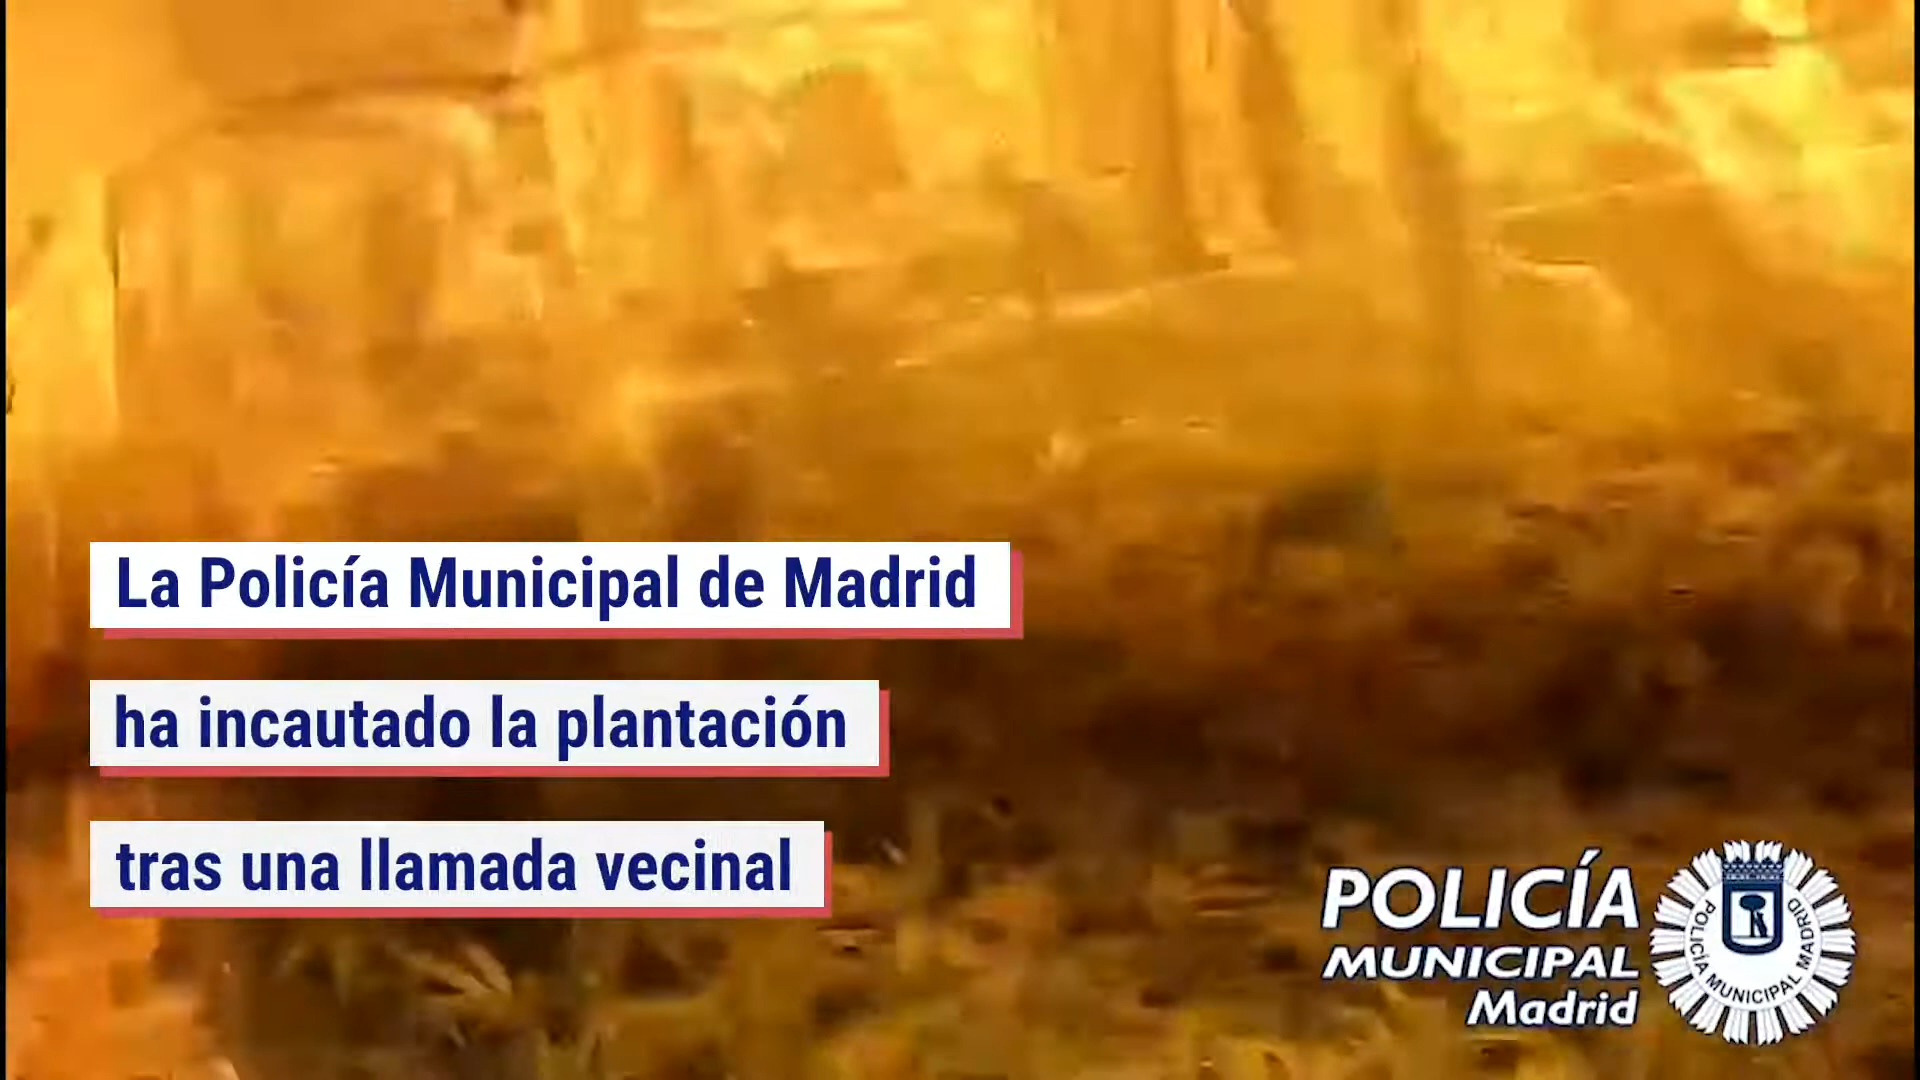 La Policía Municipal de Madrid
ha incautado la plantación
tras una llamada vecinal
POLICÍA
MUNICIPAL
Madrid
POLICÍA MUNICIPAL MADRID